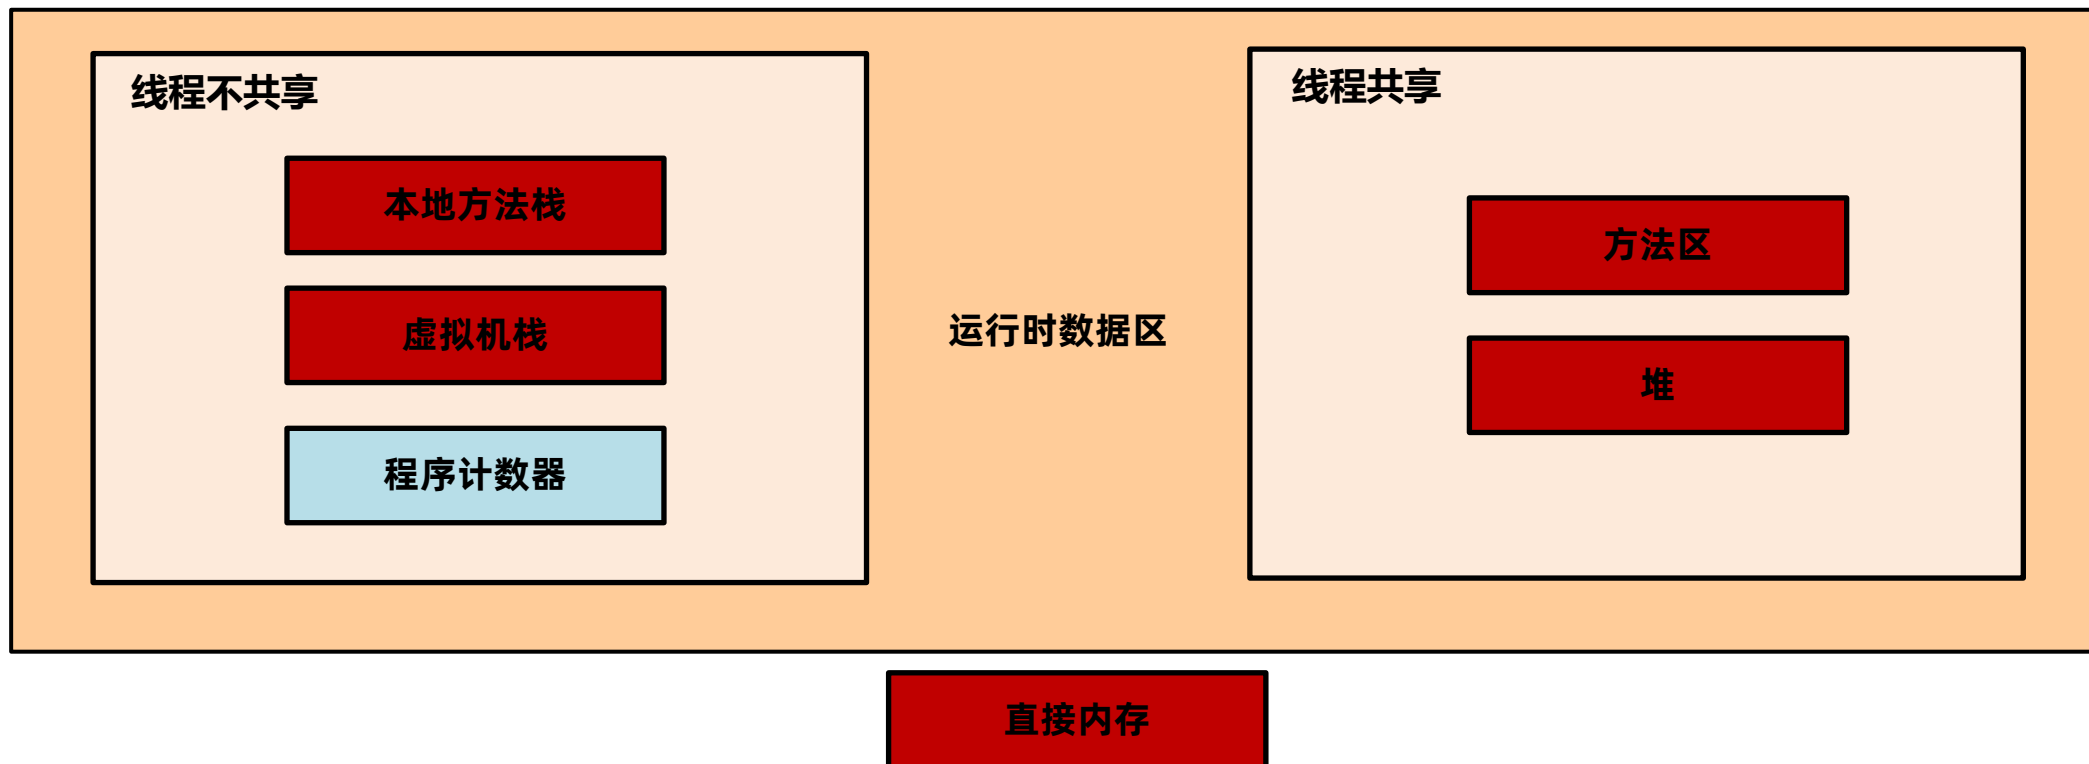 线程不共享
本地方法栈
虚拟机栈
程序计数器
运行时数据区
线程共享
方法区
堆
直接内存